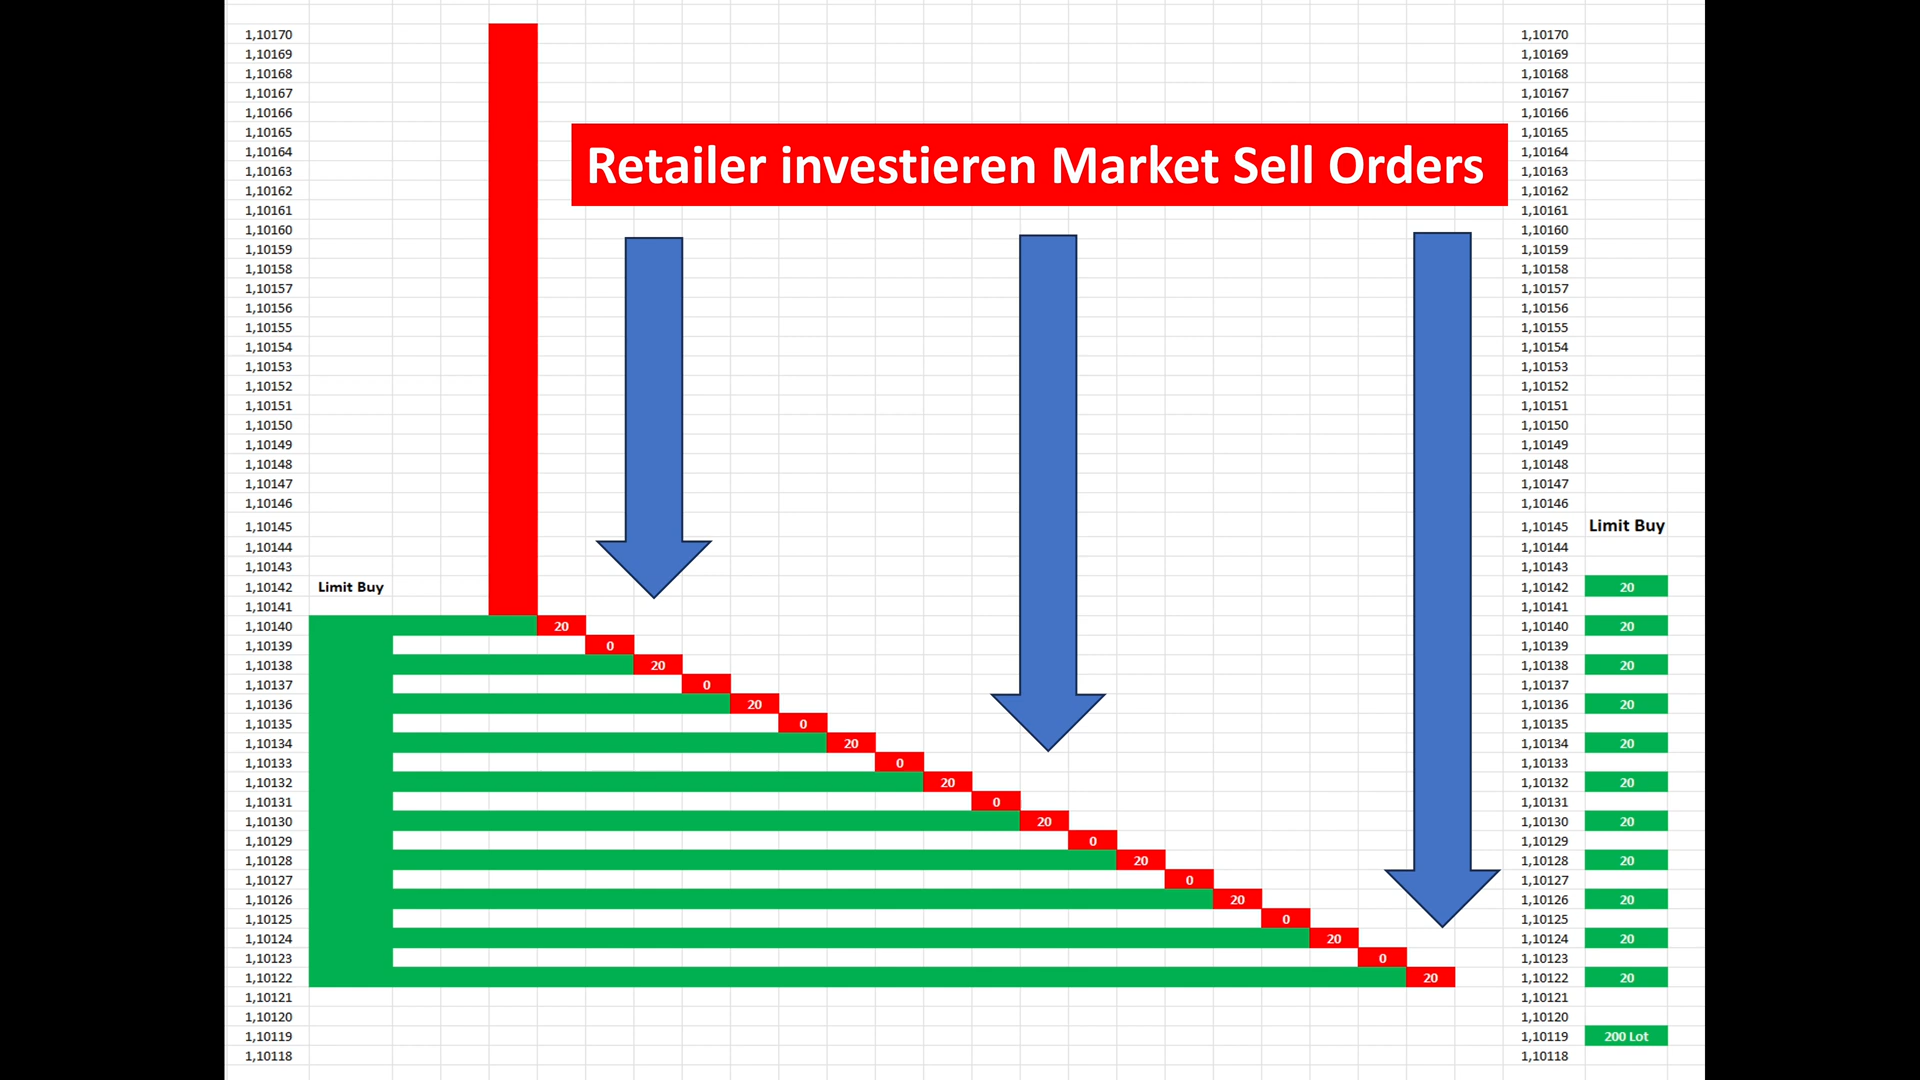 1,10170 1,10170
1,10169 1,10169
1,10168 1,10168
1,10167 1,10167
1,10166 1,10166
1,10165 1,10165
Retailer investieren Market Sell Orders
1,10164 1,10164
1,10163 1,10163
1,10162 1,10162
1,10161 1,10161
1,10160 1,10160
1,10159 1,10159
1,10158 1,10158
1,10157 1,10157
1,10156 1,10156
1,10155 1,10155
1,10154 1,10154
1,10153 1,10153
1,10152 1,10152
1,10151 1,10151
1,10150 1,10150
1,10149 1,10149
1,10148 1,10148
1,10147 1,10147
1,10146 1,10146
1,10145 1,10145 Limit Buy
1,10144 1,10144
1,10143 1,10143
1,10142 Limit Buy 1,10142 20
1,10141 1,10141
1,10140 20 1,10140 20
1,10139 0 1,10139
1,10138 20 1,10138 20
1,10137 0 1,10137
1,10136 20 1,10136 20
1,10135 0 1,10135
1,10134 20 1,10134 20
1,10133 0 1,10133
1,10132 20 1,10132 20
1,10131 0 1,10131
1,10130 20 1,10130 20
1,10129 0 1,10129
1,10128 20 1,10128 20
1,10127 0 1,10127
1,10126 20 1,10126 20
1,10125 0 1,10125
1,10124 20 1,10124 20
1,10123 0 1,10123
1,10122 20 1,10122 20
1,10121 1,10121
1,10120 1,10120
1,10119 1,10119 200 Lot
1,10118 1,10118